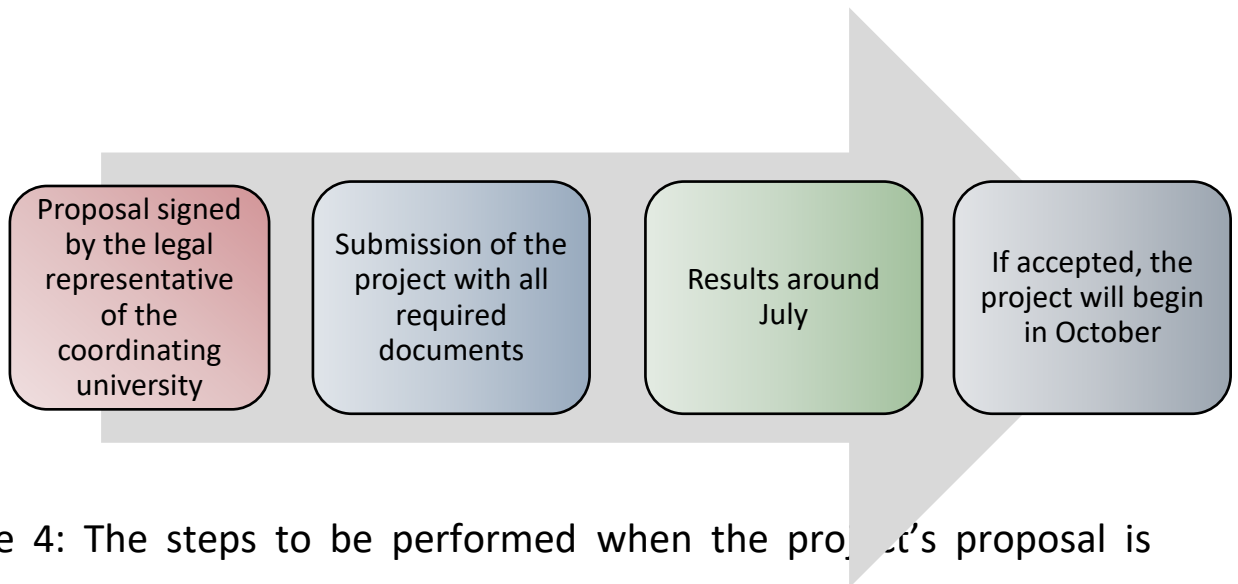 Proposal signed
by the legal
representative
of the
coordinating
university
Submission of the
project with all
required
documents
Results around
July
If accepted, the
project will begin
in October
e 4: The steps to be performed when the project's proposal is